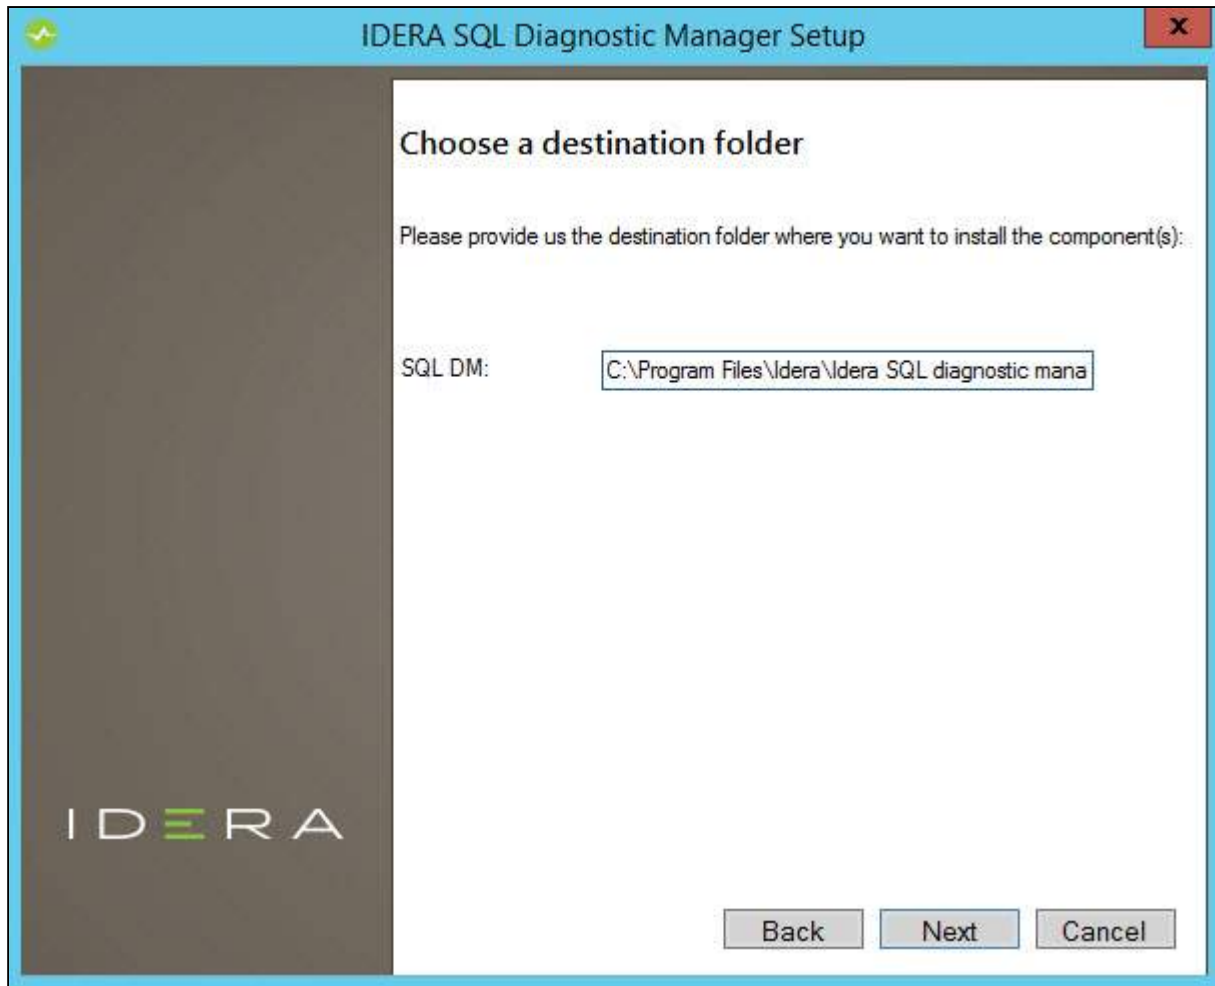 IDERA SQL Diagnostic Manager Setup
x
Choose a destination folder
Please provide us the destination folder where you want to install the component(s):
SQL DM:
C:\Program Files\Idera\Idera SQL diagnostic mana
IDERA
Back
Next
Cancel